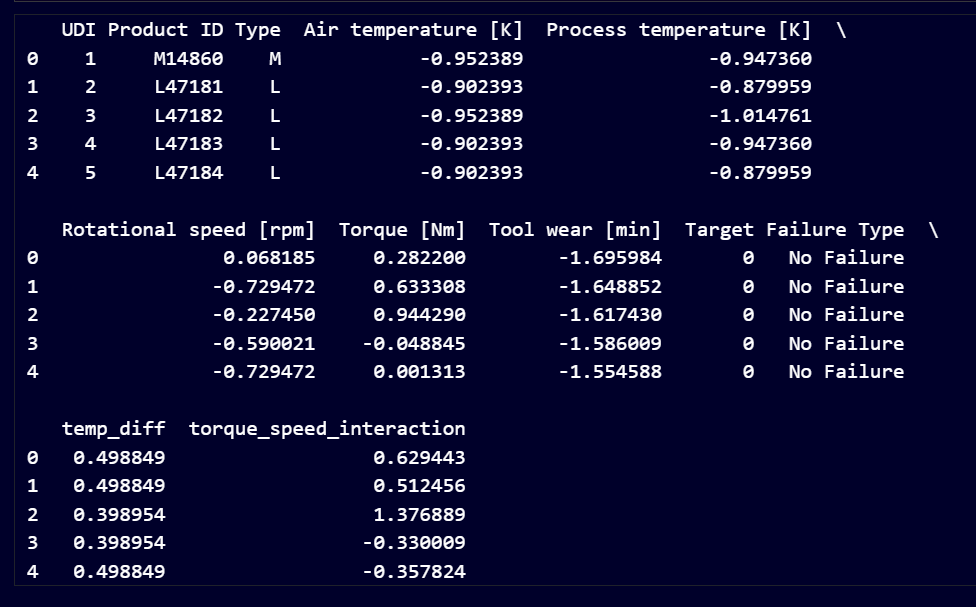 UDI Product ID Type Air temperature [K] Process temperature [K] \
0 1 M14860 M -0.952389 -0.947360
1 2 L47181 L -0.902393 -0.879959
2 3 L47182 L -0.952389 -1.014761
3 4 L47183 L -0.902393 -0.947360
4 5 L47184 L -0.902393 -0.879959
Rotational speed [rpm] Torque [Nm] Tool wear [min] Target Failure Type \
0 0.068185 0.282200 -1.695984 0 No Failure
1 -0.729472 0.633308 -1.648852 0 No Failure
2 -0.227450 0.944290 -1.617430 0 No Failure
3 -0.590021 -0.048845 -1.586009 0 No Failure
4 -0.729472 0.001313 -1.554588 0 No Failure
temp_diff torque_speed_interaction
0 0.498849 0.629443
1 0.498849 0.512456
2 0.398954 1.376889
3 0.398954 -0.330009
4 0.498849 -0.357824